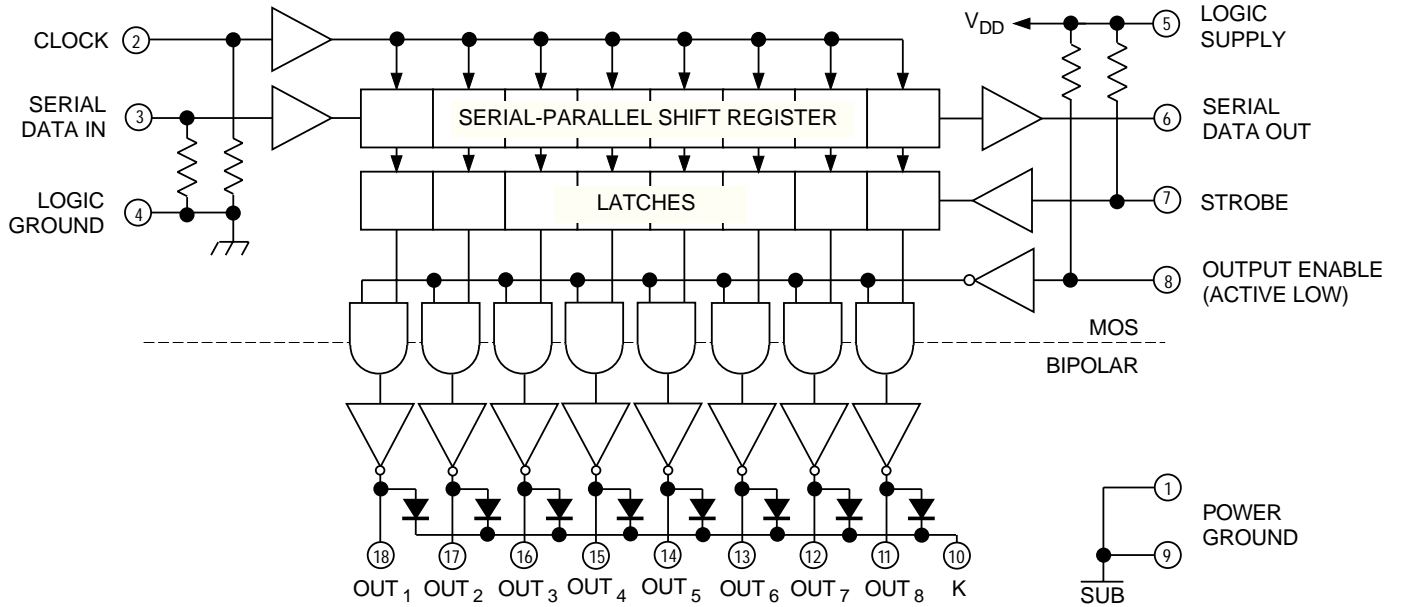 CLOCK 2
V DD
5 LOGIC
SUPPLY
SERIAL
DATA IN 3
SERIAL-PARALLEL SHIFT REGISTER
6 SERIAL
DATA OUT
LOGIC
GROUND 4
LATCHES
7 STROBE
8 OUTPUT ENABLE
(ACTIVE LOW)
MOS
BIPOLAR
1
POWER
GROUND
9
SUB
18 17 16 15 14 13 12 11 10
OUT 1 OUT 2 OUT 3 OUT 4 OUT 5 OUT 6 OUT 7 OUT 8 K